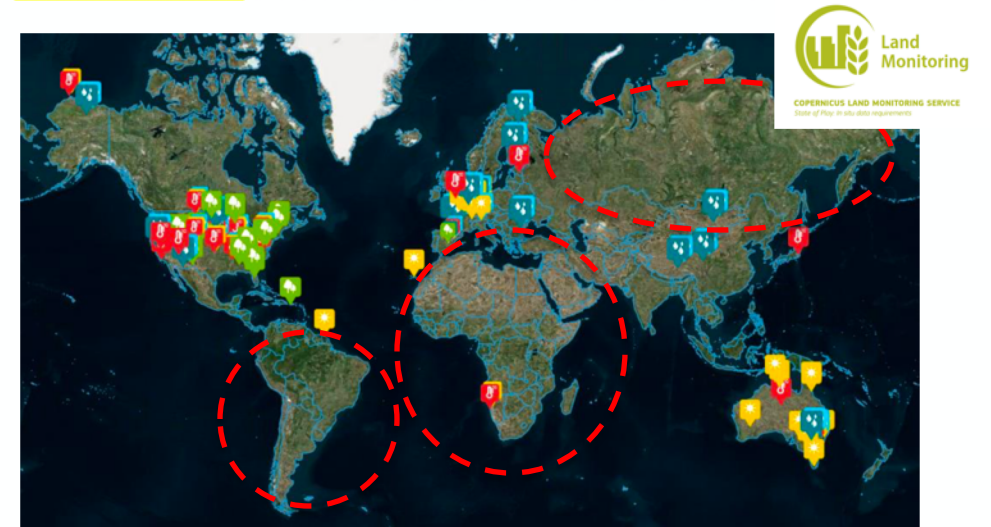 Land
Monitoring
COPERNICUS LAND MONITORING SERVICE
State of Play: In situ data requirements